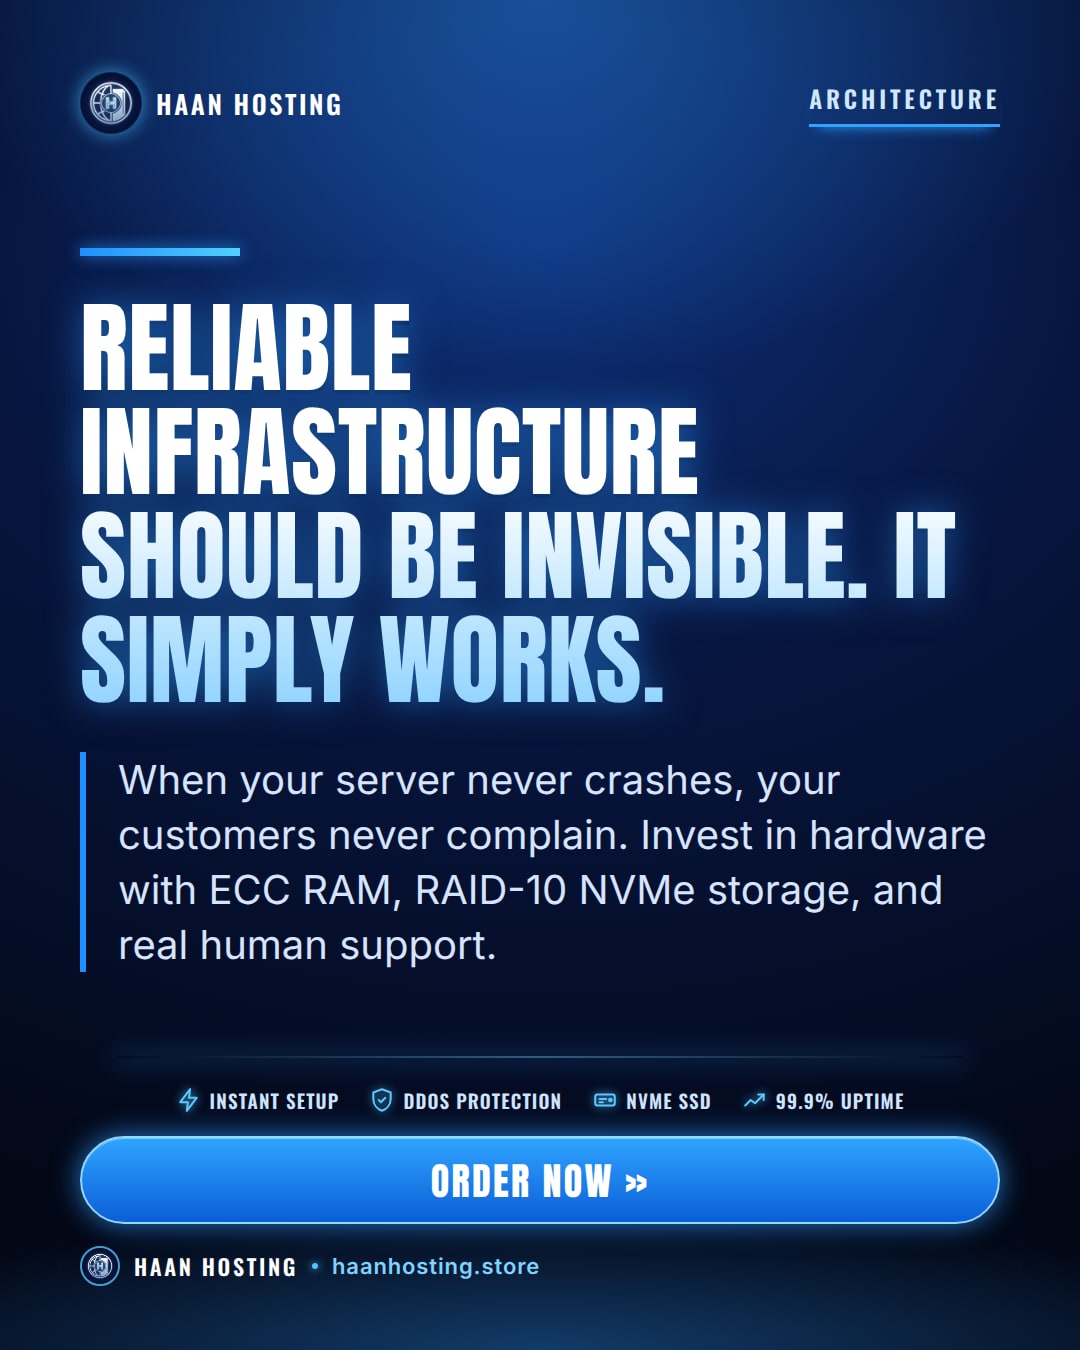 HAAN HOSTING
ARCHITECTURE
RELIABLE
INFRASTRUCTURE
SHOULD BE INVISIBLE. IT
SIMPLY WORKS.
When your server never crashes, your
customers never complain. Invest in hardware
with ECC RAM, RAID-10 NVMe storage, and
real human support.
INSTANT SETUP DDOS PROTECTION NVME SSD 99.9% UPTIME
ORDER NOW »
HAAN HOSTING • haanhosting.store